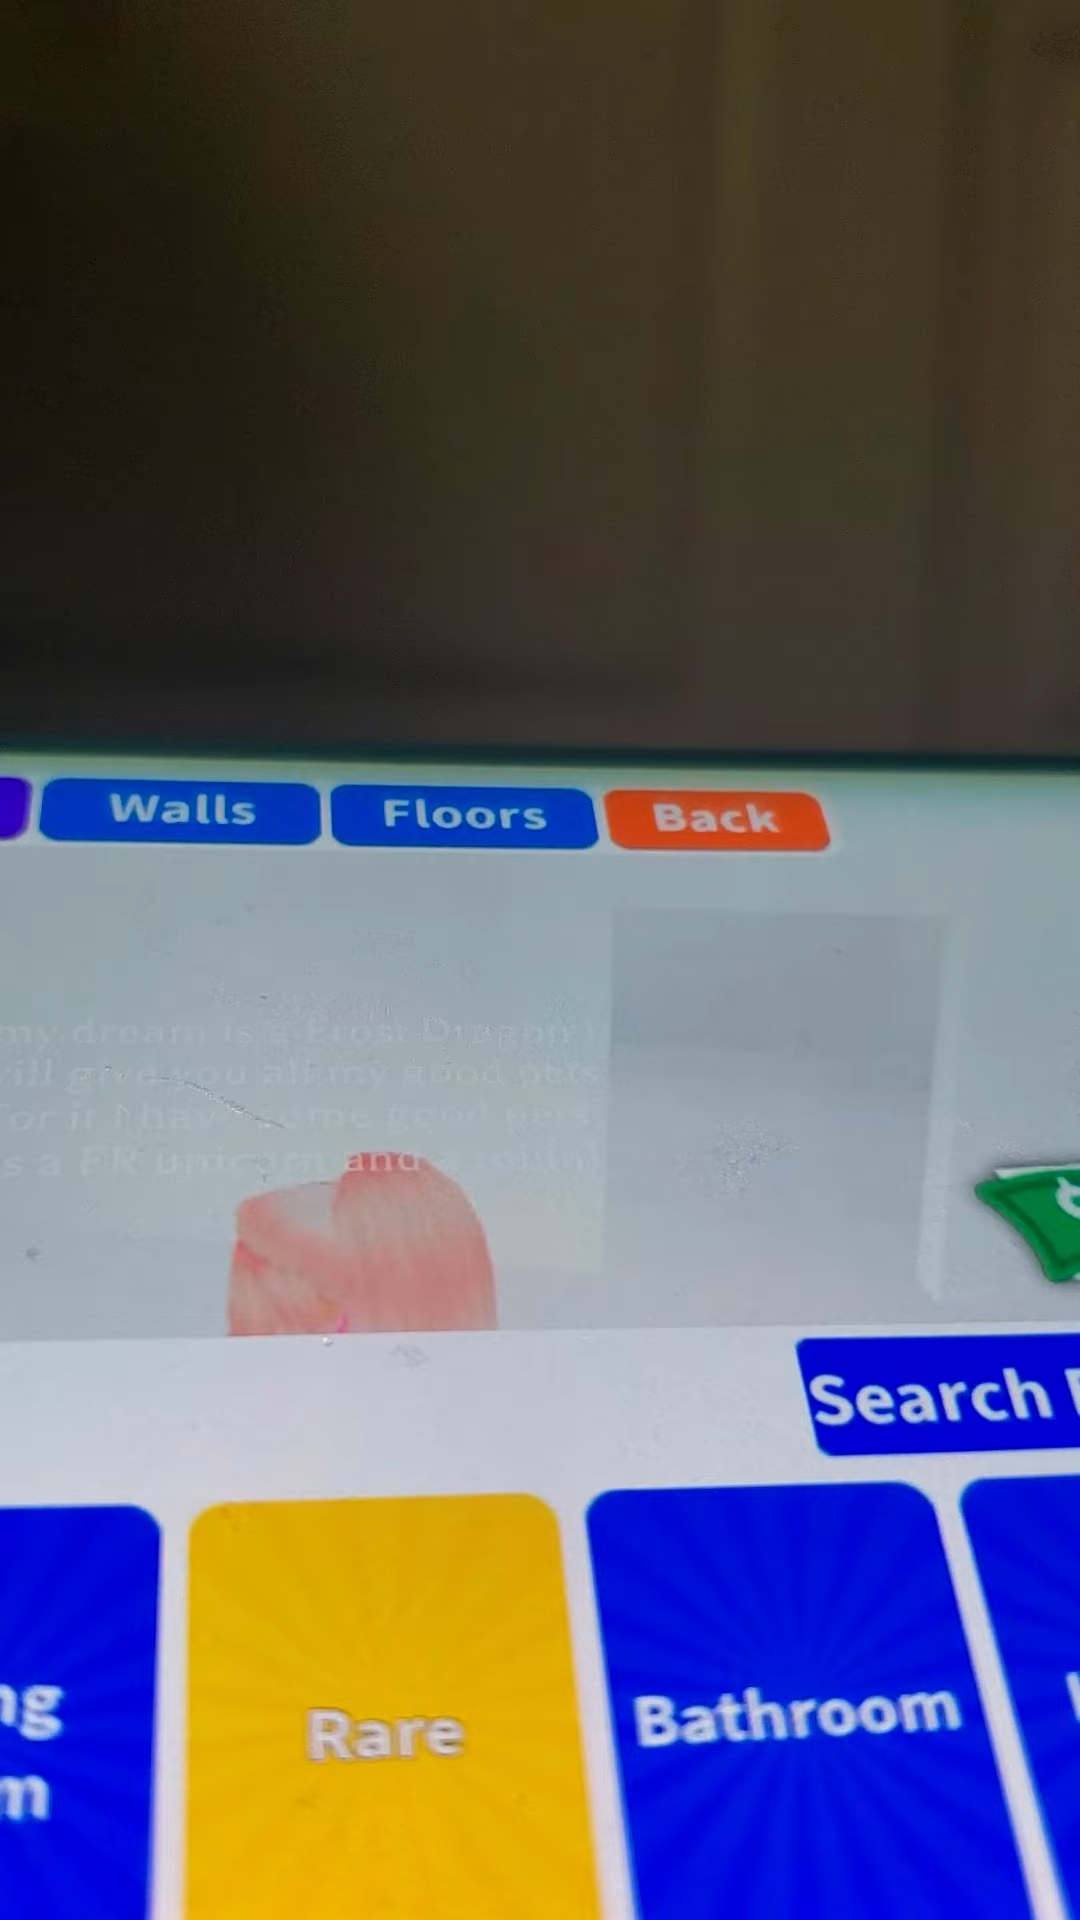 Walls Floors Back
my dream is a Frost Dragon I
will give you all my good pets
for it I have some good pets
s a FR unicorn and
Search
ng
m
Rare
Bathroom